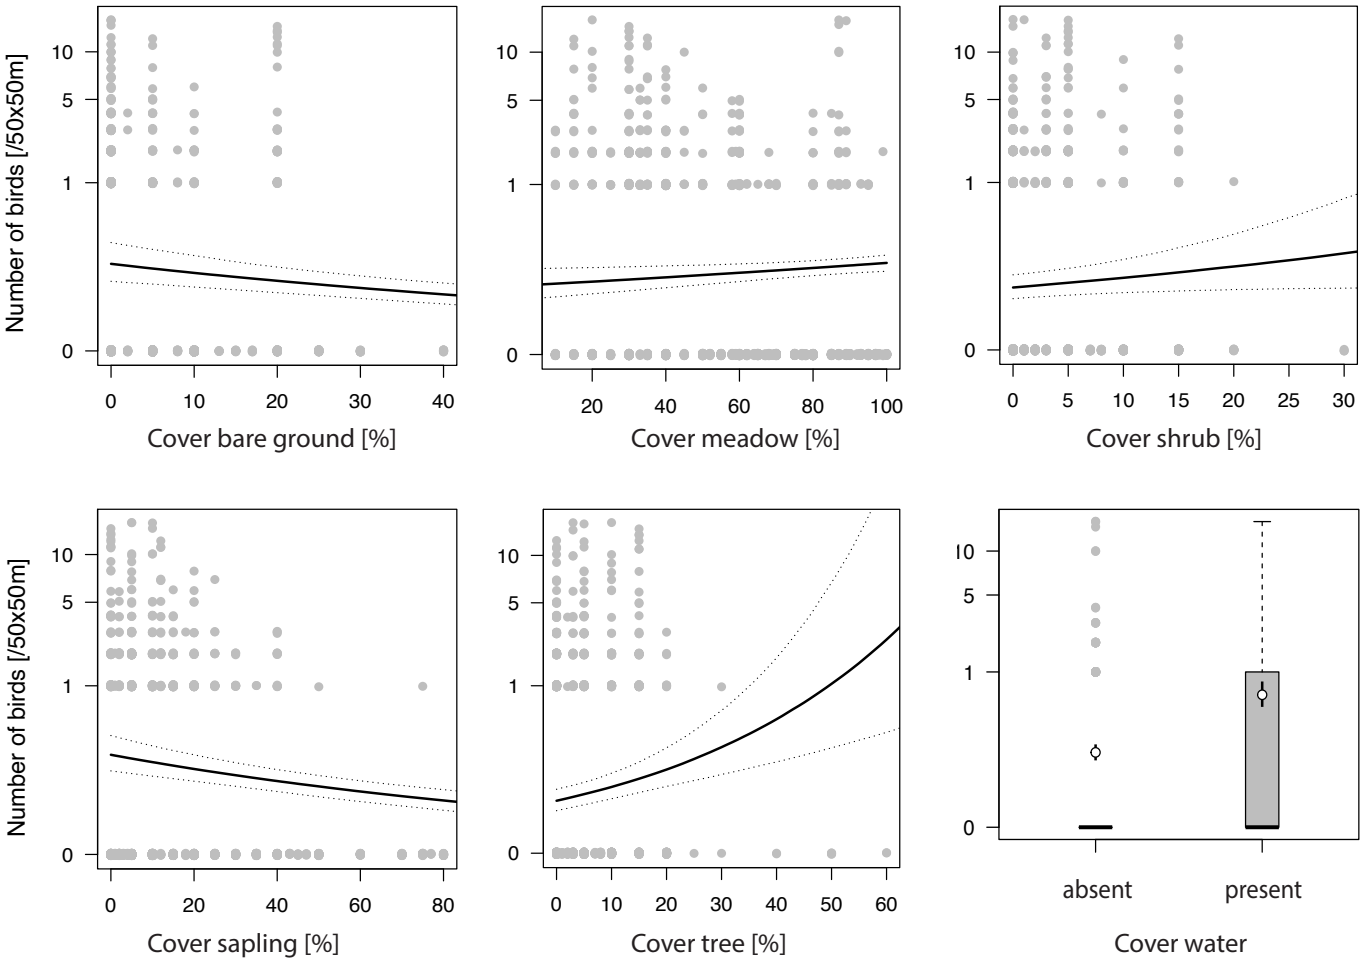 Number of birds [/50x50m]
10
5
1
0
0 10 20 30 40
Cover bare ground [%]
10
5
1
0
20 40 60 80 100
Cover meadow [%]
10
5
1
0
0 5 10 15 20 25 30
Cover shrub [%]
Number of birds [/50x50m]
10
5
1
0
0 20 40 60 80
Cover sapling [%]
10
5
1
0
0 10 20 30 40 50 60
Cover tree [%]
10
5
1
0
absent present
Cover water